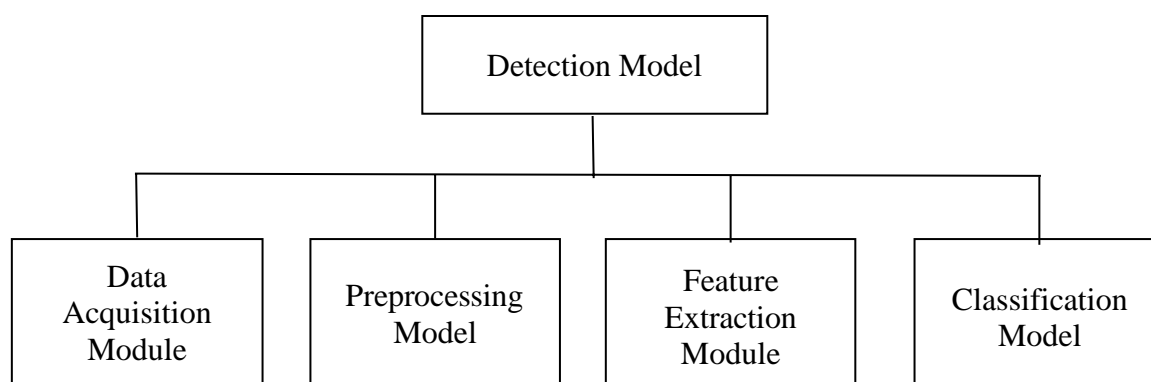 Detection Model
Data
Acquisition
Module
Preprocessing
Model
Feature
Extraction
Module
Classification
Model